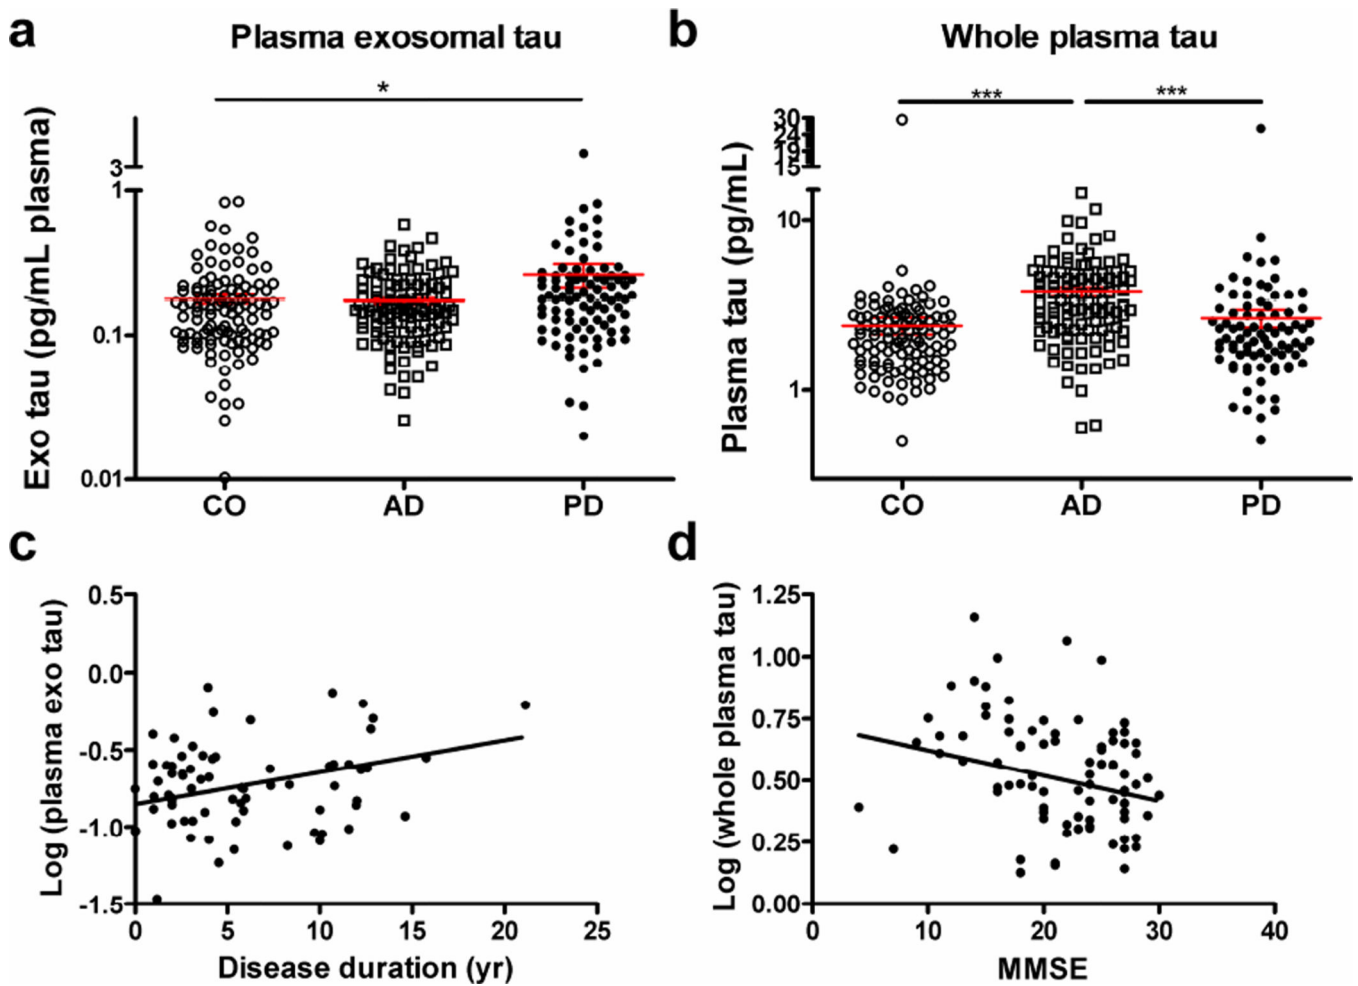 a
Plasma exosomal tau
*
Exo tau (pg/mL plasma)
3
1
0.1
0.01
CO AD PD
b
Whole plasma tau
*** ***
Plasma tau (pg/mL)
30
24
19
15
10
1
CO AD PD
c
Log (plasma exo tau)
0.5
0.0
-0.5
-1.0
-1.5
0 5 10 15 20 25
Disease duration (yr)
d
Log (whole plasma tau)
1.25
1.00
0.75
0.50
0.25
0.00
0 10 20 30 40
MMSE